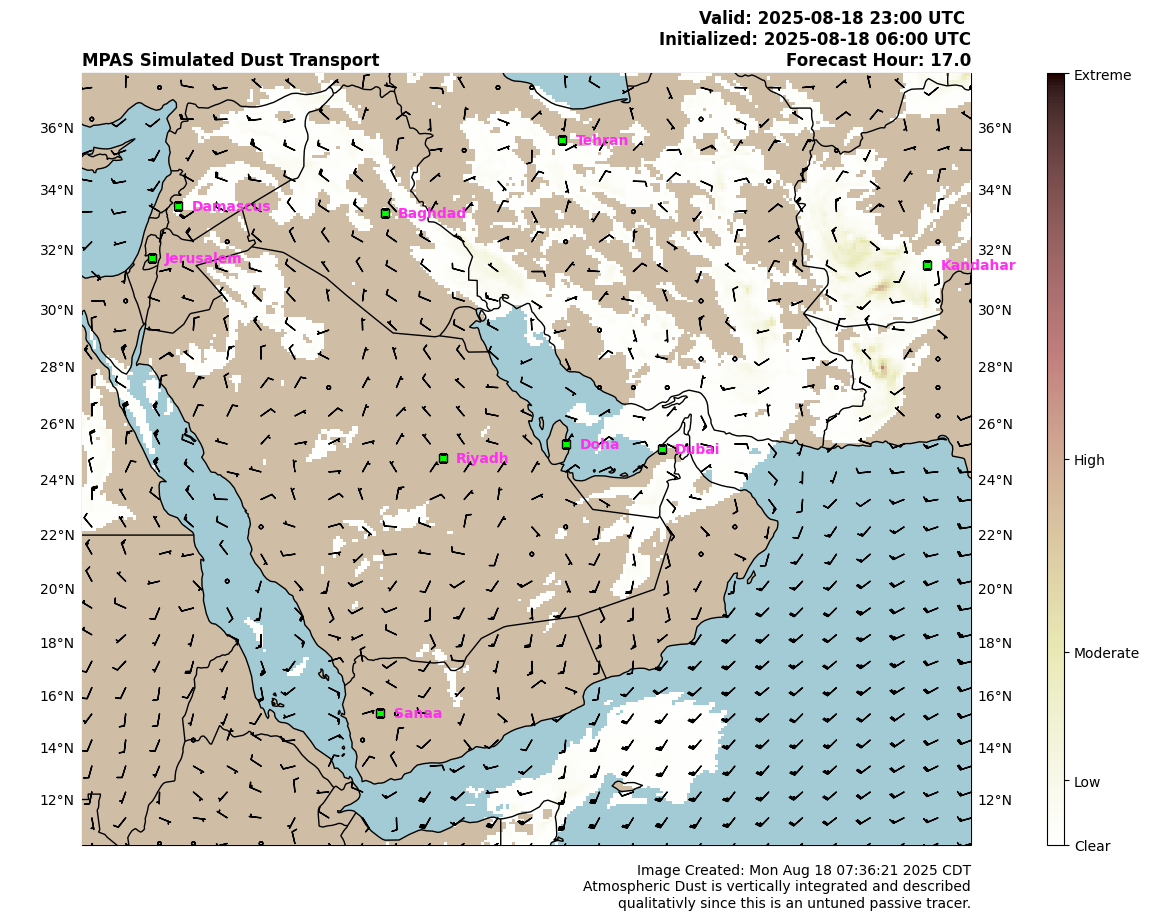 Valid: 2025-08-18 23:00 UTC
Initialized: 2025-08-18 06:00 UTC
MPAS Simulated Dust Transport Forecast Hour: 17.0
Extreme
36°N Tehran 36°N
34°N Damascus Baghdad 34°N
32°N Jerusalem Kandahar 32°N
30°N 30°N
28°N 28°N
26°N Doha Dubai 26°N
Riyadh High
24°N 24°N
22°N 22°N
20°N 20°N
18°N 18°N
Moderate
16°N Sanaa 16°N
14°N 14°N
Low
12°N 12°N
Clear
Image Created: Mon Aug 18 07:36:21 2025 CDT
Atmospheric Dust is vertically integrated and described
qualitativly since this is an untuned passive tracer.